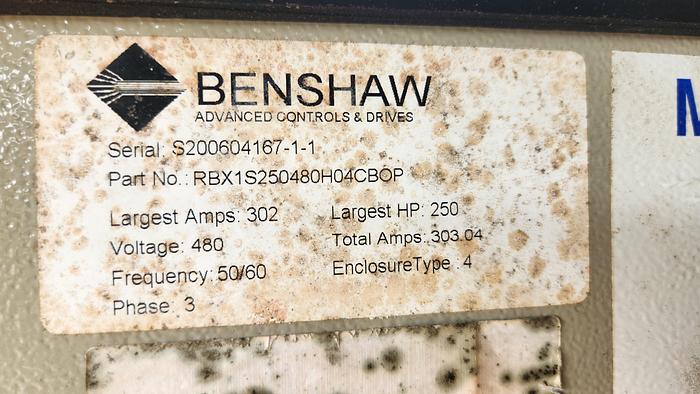 BENSHAW
ADVANCED CONTROLS & DRIVES
Serial: S200604167-1-1
Part No.: RBX1S250480H04CBOP
Largest Amps: 302 Largest HP: 250
Voltage: 480 Total Amps: 303.04
Frequency: 50/60 EnclosureType 4
Phase: 3
M